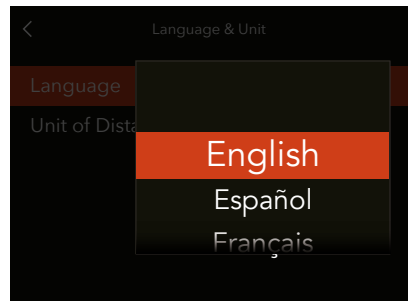 Language & Unit
Language
Unit of Dista
English
Español
Français